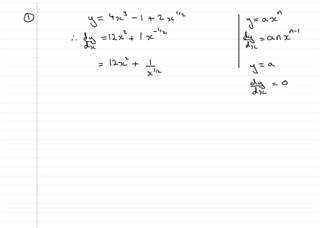 ① y = 4x³ - 1 + 2x^(1/2)
∴ dy/dx = 12x² + 1x^(-1/2)
= 12x² + 1/x^(1/2)
y = ax^n
dy/dx = anx^(n-1)
y = a
dy/dx = 0